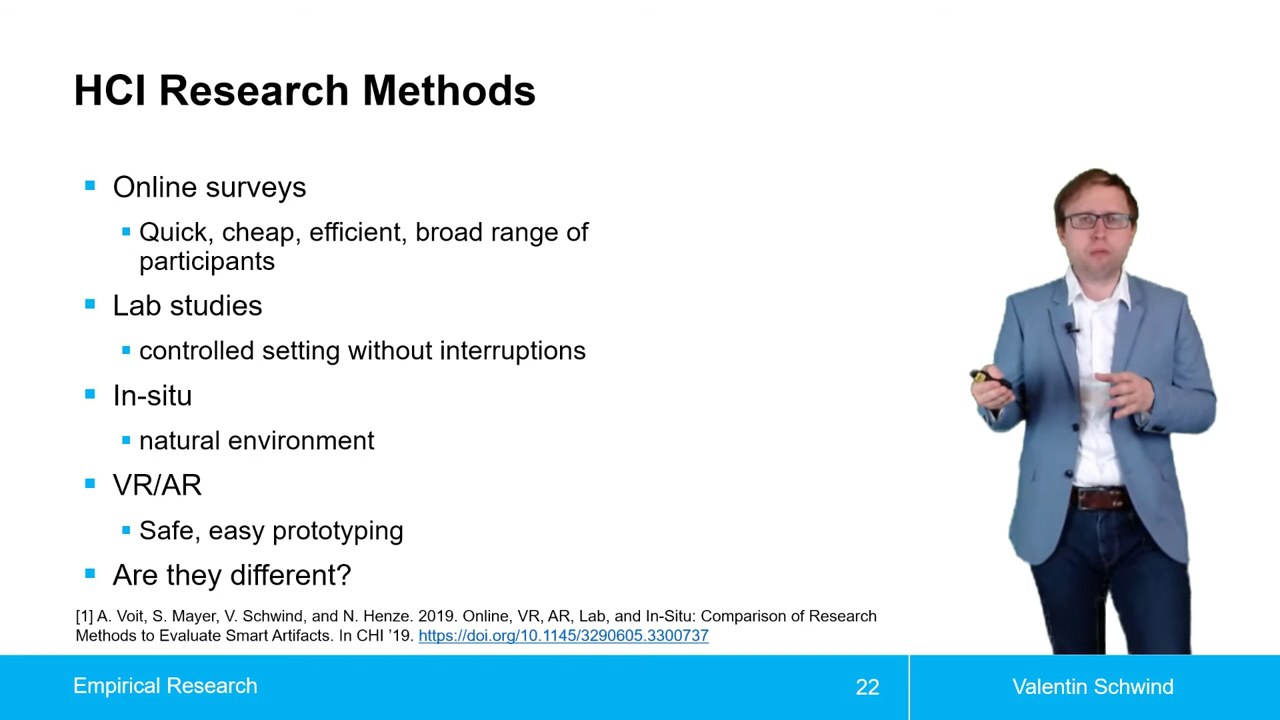 HCI Research Methods
Online surveys
Quick, cheap, efficient, broad range of
participants
Lab studies
controlled setting without interruptions
In-situ
natural environment
VR/AR
Safe, easy prototyping
Are they different?
[1] A. Voit, S. Mayer, V. Schwind, and N. Henze. 2019. Online, VR, AR, Lab, and In-Situ: Comparison of Research
Methods to Evaluate Smart Artifacts. In CHI ’19. https://doi.org/10.1145/3290605.3300737
Empirical Research
22
Valentin Schwind